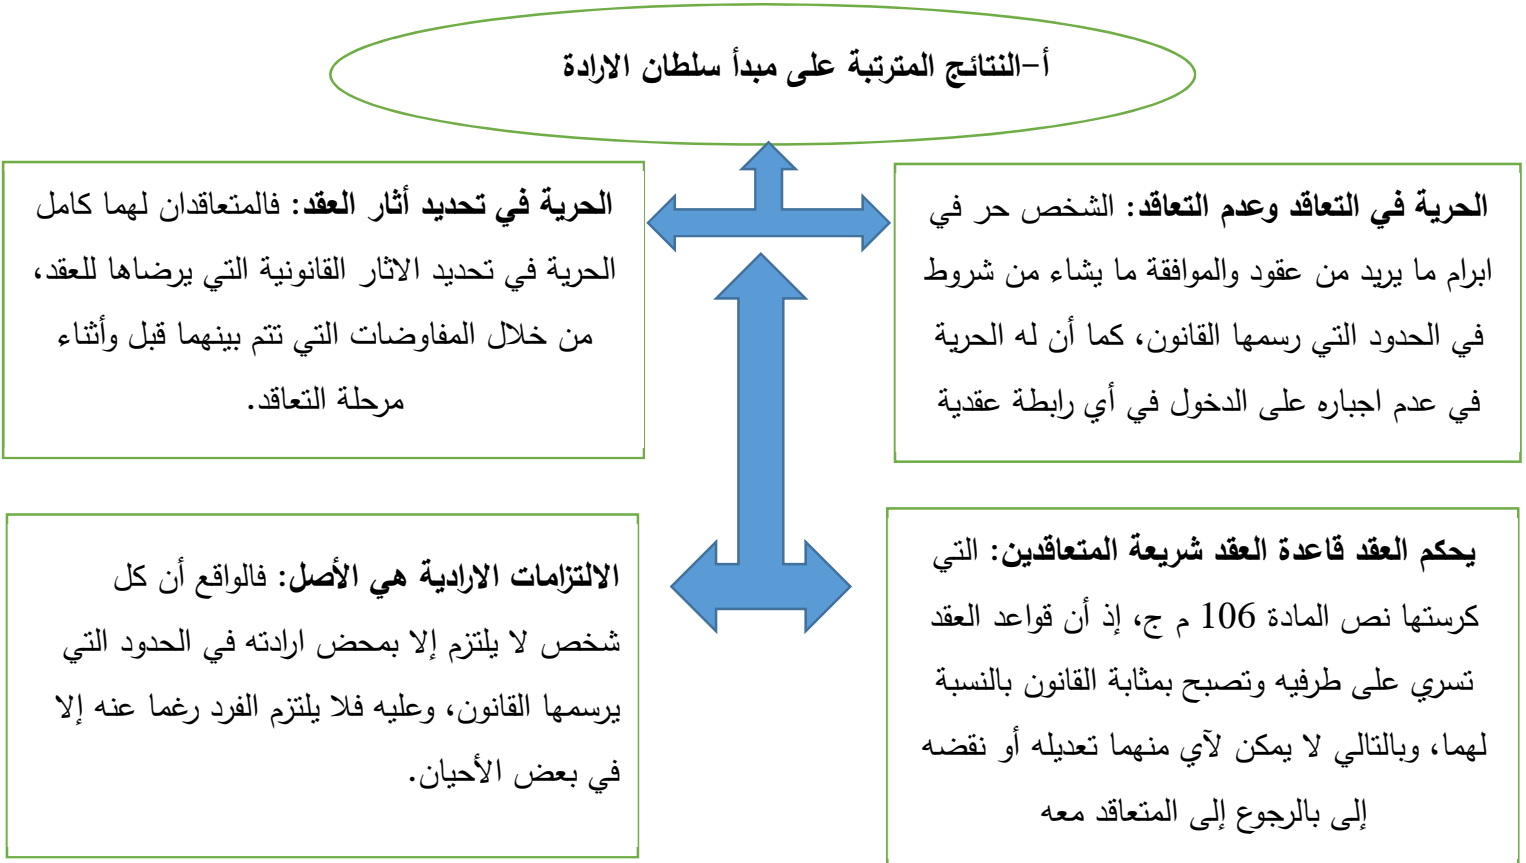 أ-النتائج المترتبة على مبدأ سلطان الارادة
الحرية في التعاقد وعدم التعاقد: الشخص حر في
ابرام ما يريد من عقود والموافقة ما يشاء من شروط
في الحدود التي رسمها القانون، كما أن له الحرية
في عدم اجباره على الدخول في أي رابطة عقدية
الحرية في تحديد أثار العقد: فالمتعاقدان لهما كامل
الحرية في تحديد الاثار القانونية التي يرضاها للعقد،
من خلال المفاوضات التي تتم بينهما قبل وأثناء
مرحلة التعاقد.
يحكم العقد قاعدة العقد شريعة المتعاقدين: التي
كرستها نص المادة 106 م ج، إذ أن قواعد العقد
تسري على طرفيه وتصبح بمثابة القانون بالنسبة
لهما، وبالتالي لا يمكن لآي منهما تعديله أو نقضه
إلى بالرجوع إلى المتعاقد معه
الالتزامات الارادية هي الأصل: فالواقع أن كل
شخص لا يلتزم إلا بمحض ارادته في الحدود التي
يرسمها القانون، وعليه فلا يلتزم الفرد رغما عنه إلا
في بعض الأحيان.